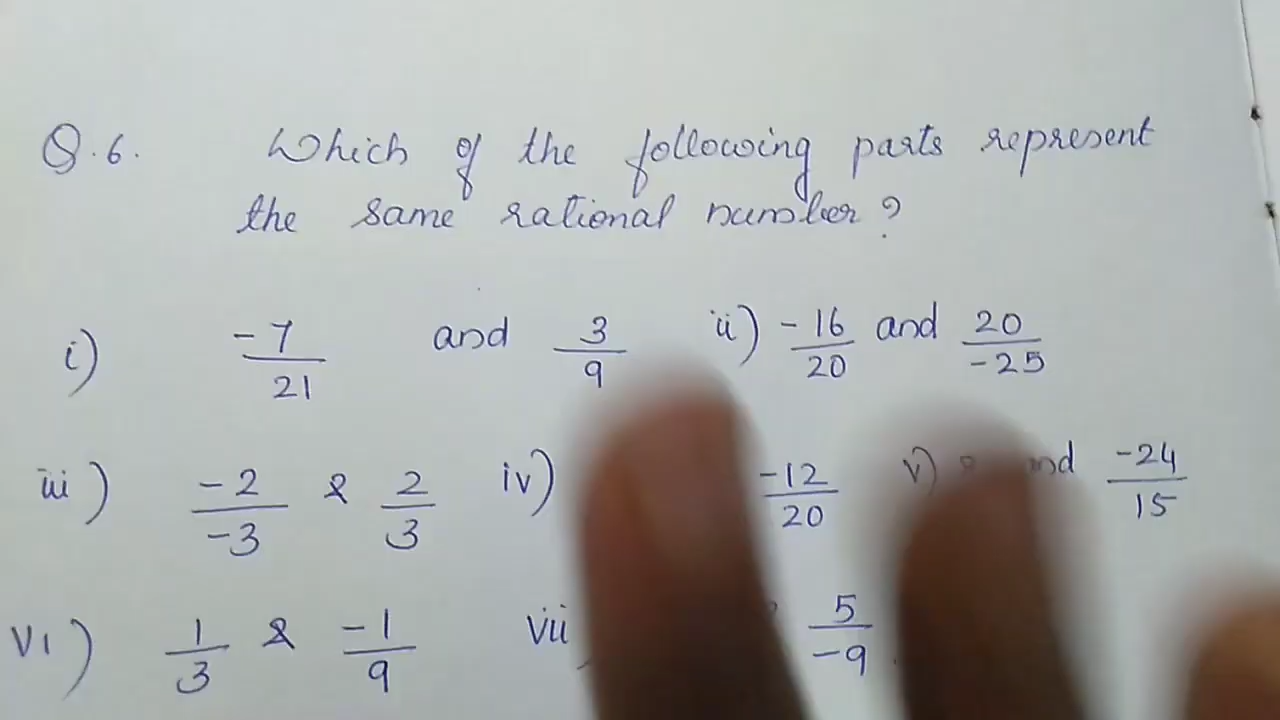 Q.6. Which of the following parts represent
the same rational number?
i) -7/21 and 3/9 ii) -16/20 and 20/-25
iii) -2/-3 & 2/3 iv) -12/20 v) -24/15
vi) 1/3 & -1/9 vii 5/-9